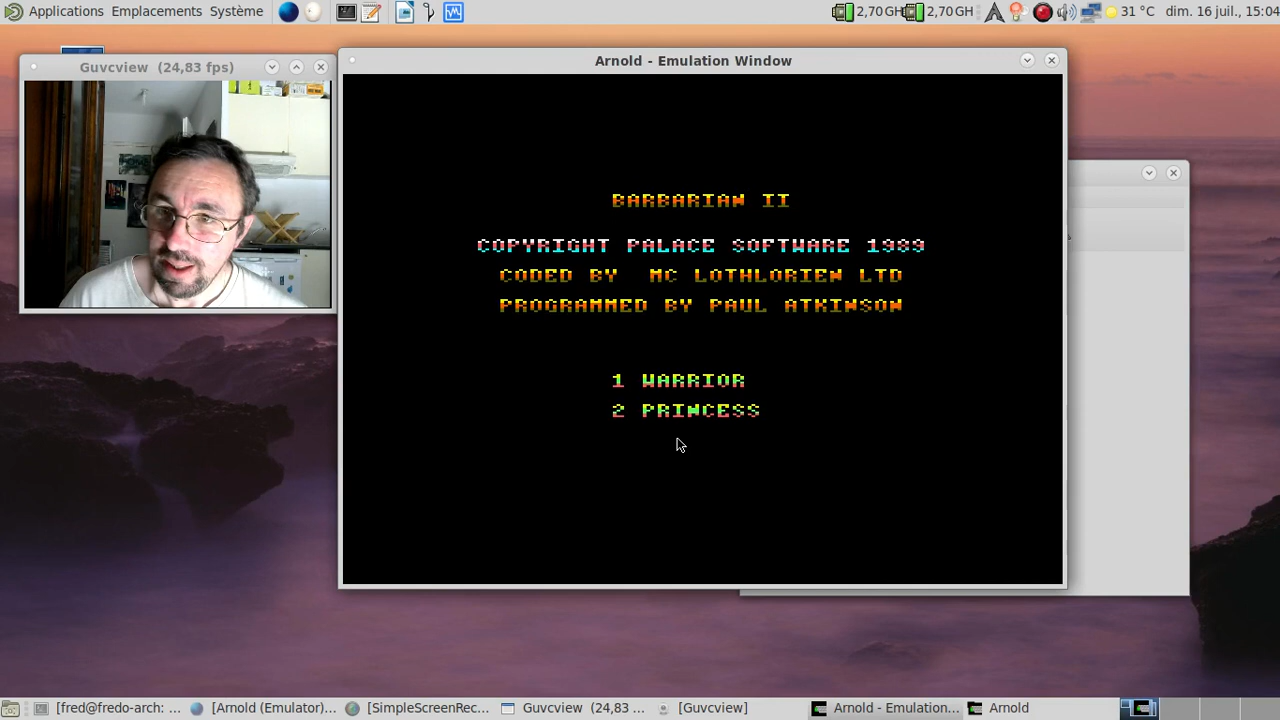 Applications Emplacements Système
2,70 GH 2,70 GH 31 °C dim. 16 juil., 15:04
Guvcview (24,83 fps)
Arnold - Emulation Window
BARBARIAN II
COPYRIGHT PALACE SOFTWARE 1989
CODED BY MC LOTHLORIEN LTD
PROGRAMMED BY PAUL ATKINSON
1 WARRIOR
2 PRINCESS
[fred@fredo-arch: ... [Arnold (Emulator)... [SimpleScreenRec... Guvcview (24,83 ... [Guvcview] Arnold - Emulation... Arnold